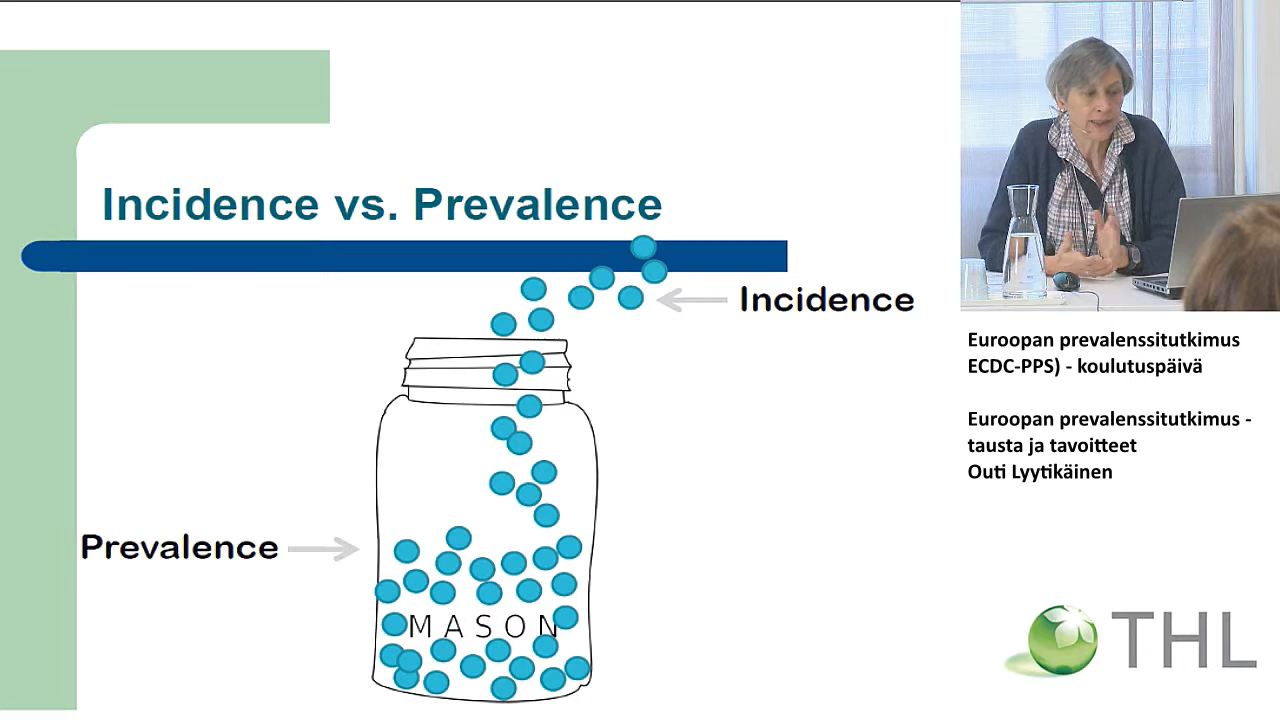 Incidence vs. Prevalence
Incidence
Prevalence
MASON
Euroopan prevalenssitutkimus
ECDC-PPS) - koulutuspäivä
Euroopan prevalenssitutkimus -
tausta ja tavoitteet
Outi Lyytikäinen
THL